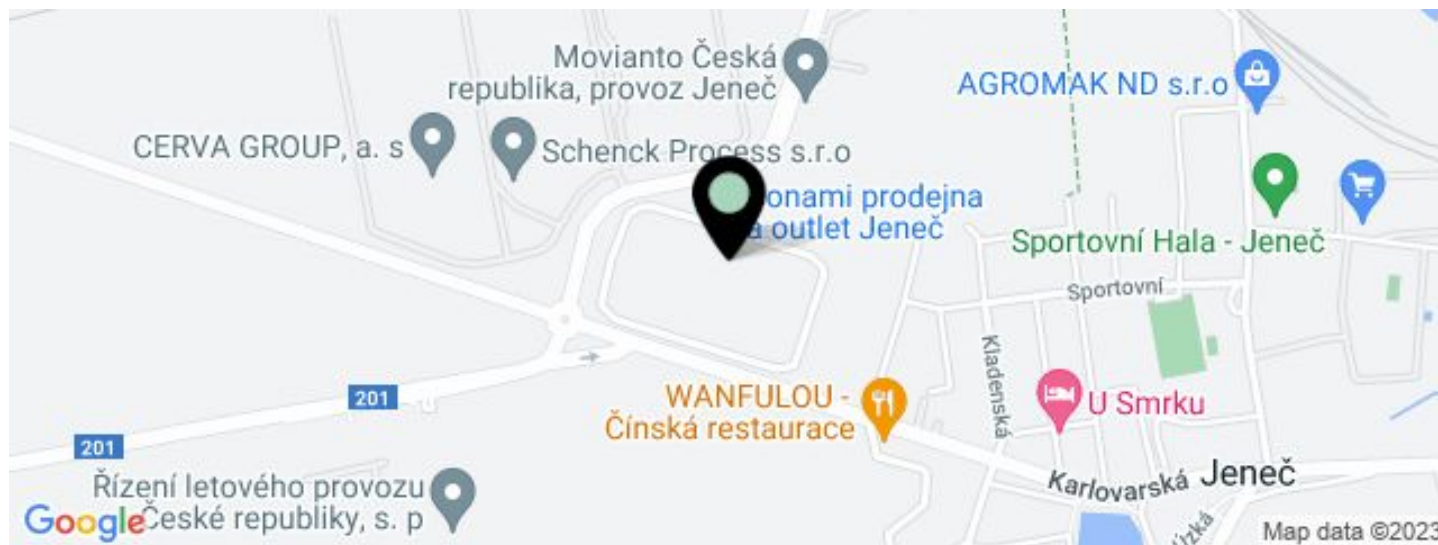 Movianto Česká
republika, provoz Jeneč
AGROMAK ND s.r.o
CERVA GROUP, a. s
Schenck Process s.r.o
onami prodejna
a outlet Jeneč
Sportovní Hala - Jeneč
Sportovní
Kladenská
201
WANFULOU -
Čínská restaurace
U Smrku
201
Řízení letového provozu
České republiky, s. p
Karlovarská
Jeneč
Úzká
Google
Map data ©2023